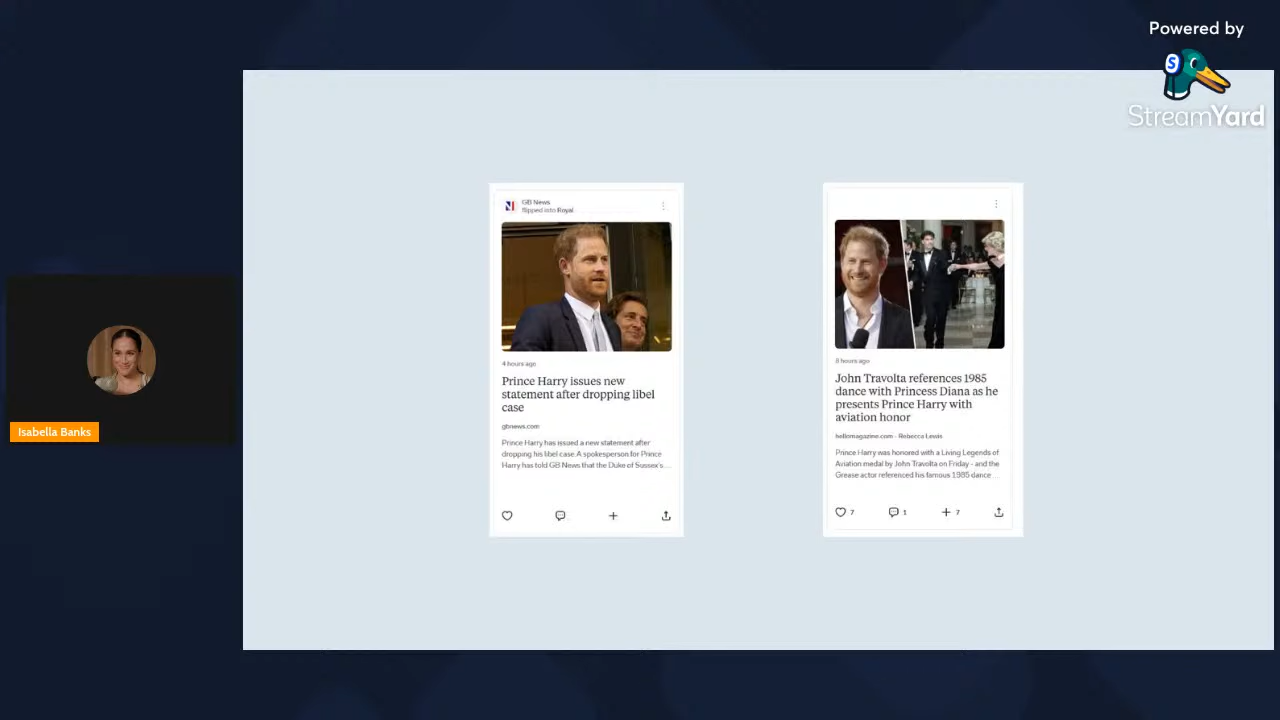 Powered by
StreamYard
Isabella Banks
GB News
flipped into Royal
4 hours ago
Prince Harry issues new
statement after dropping libel
case
gbnews.com
Prince Harry has issued a new statement after
dropping his libel case. A spokesperson for Prince
Harry has told GB News that the Duke of Sussex's...
8 hours ago
John Travolta references 1985
dance with Princess Diana as he
presents Prince Harry with
aviation honor
hellomagazine.com - Rebecca Lewis
Prince Harry was honored with a Living Legends of
Aviation medal by John Travolta on Friday - and the
Grease actor referenced his famous 1985 dance ...
7 1 7